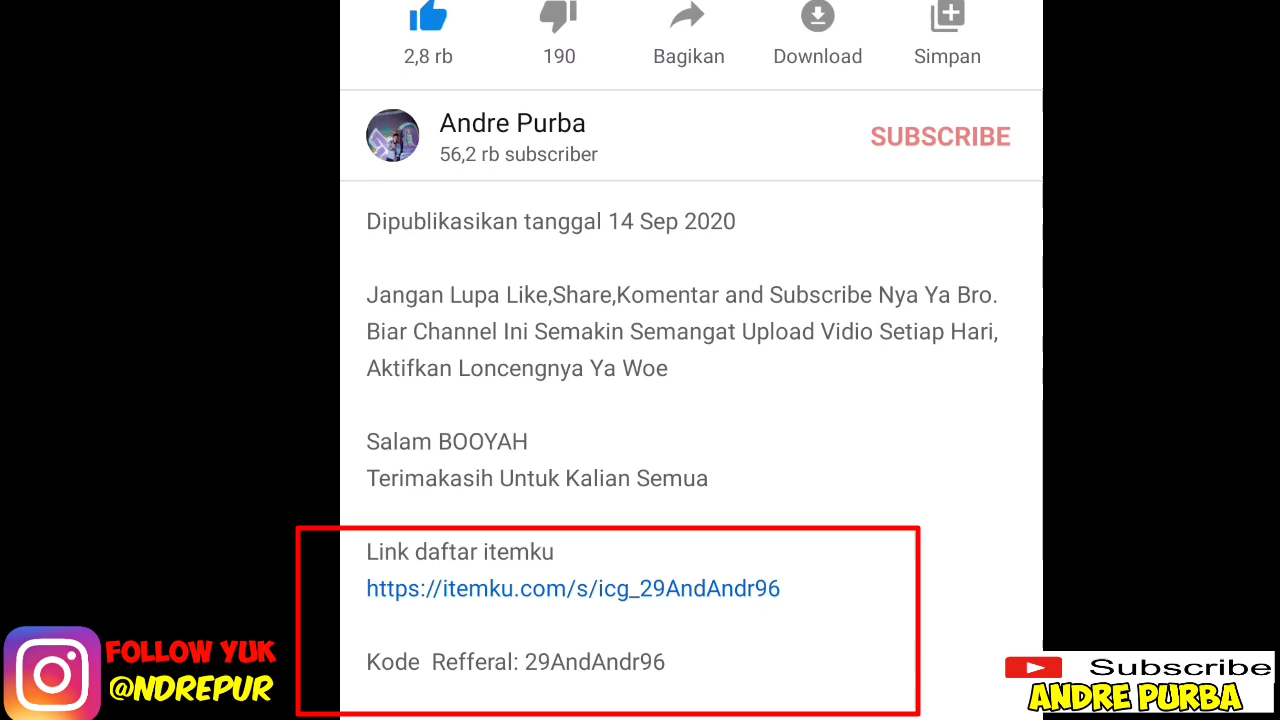 2,8 rb
190
Bagikan
Download
Simpan
Andre Purba
56,2 rb subscriber
SUBSCRIBE
Dipublikasikan tanggal 14 Sep 2020
Jangan Lupa Like,Share,Komentar and Subscribe Nya Ya Bro.
Biar Channel Ini Semakin Semangat Upload Vidio Setiap Hari,
Aktifkan Loncengnya Ya Woe
Salam BOOYAH
Terimakasih Untuk Kalian Semua
Link daftar itemku
https://itemku.com/s/icg_29AndAndr96
Kode  Refferal: 29AndAndr96
FOLLOW YUK
@NDREPUR
Subscribe
ANDRE PURBA